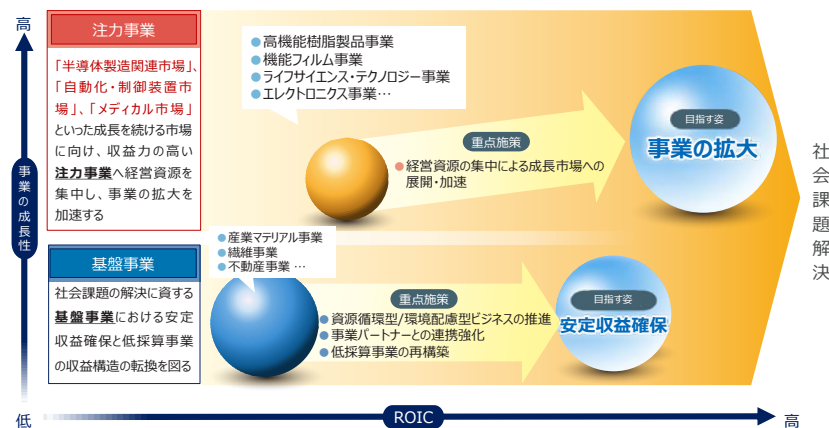 高
事業の成長性
低
注力事業
「半導体製造関連市場」、
「自動化・制御装置市
場」、「メディカル市場」
といった成長を続ける市場
に向け、収益力の高い
注力事業へ経営資源を
集中し、事業の拡大を
加速する
●高機能樹脂製品事業
●機能フィルム事業
●ライフサイエンス・テクノロジー事業
●エレクトロニクス事業…
重点施策
●経営資源の集中による成長市場への
展開・加速
目指す姿
事業の拡大
基盤事業
社会課題の解決に資する
基盤事業における安定
収益確保と低採算事業
の収益構造の転換を図る
●産業マテリアル事業
●繊維事業
●不動産事業 …
重点施策
●資源循環型/環境配慮型ビジネスの推進
●事業パートナーとの連携強化
●低採算事業の再構築
目指す姿
安定収益確保
社会課題解決
ROIC
高